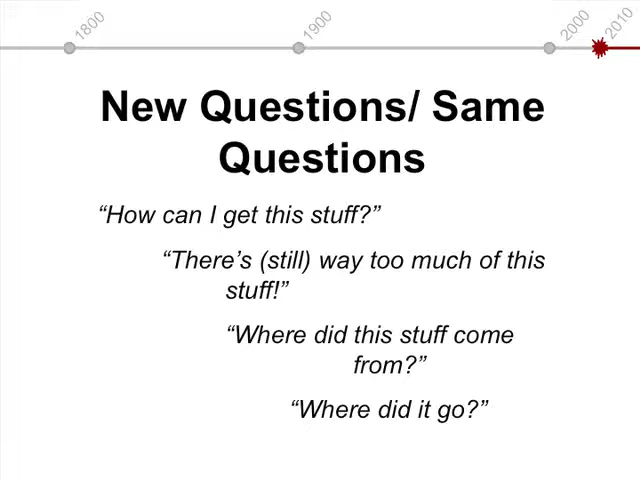 1800
1900
2000
2010
New Questions/ Same
Questions
“How can I get this stuff?”
“There’s (still) way too much of this
stuff!”
“Where did this stuff come
from?”
“Where did it go?”